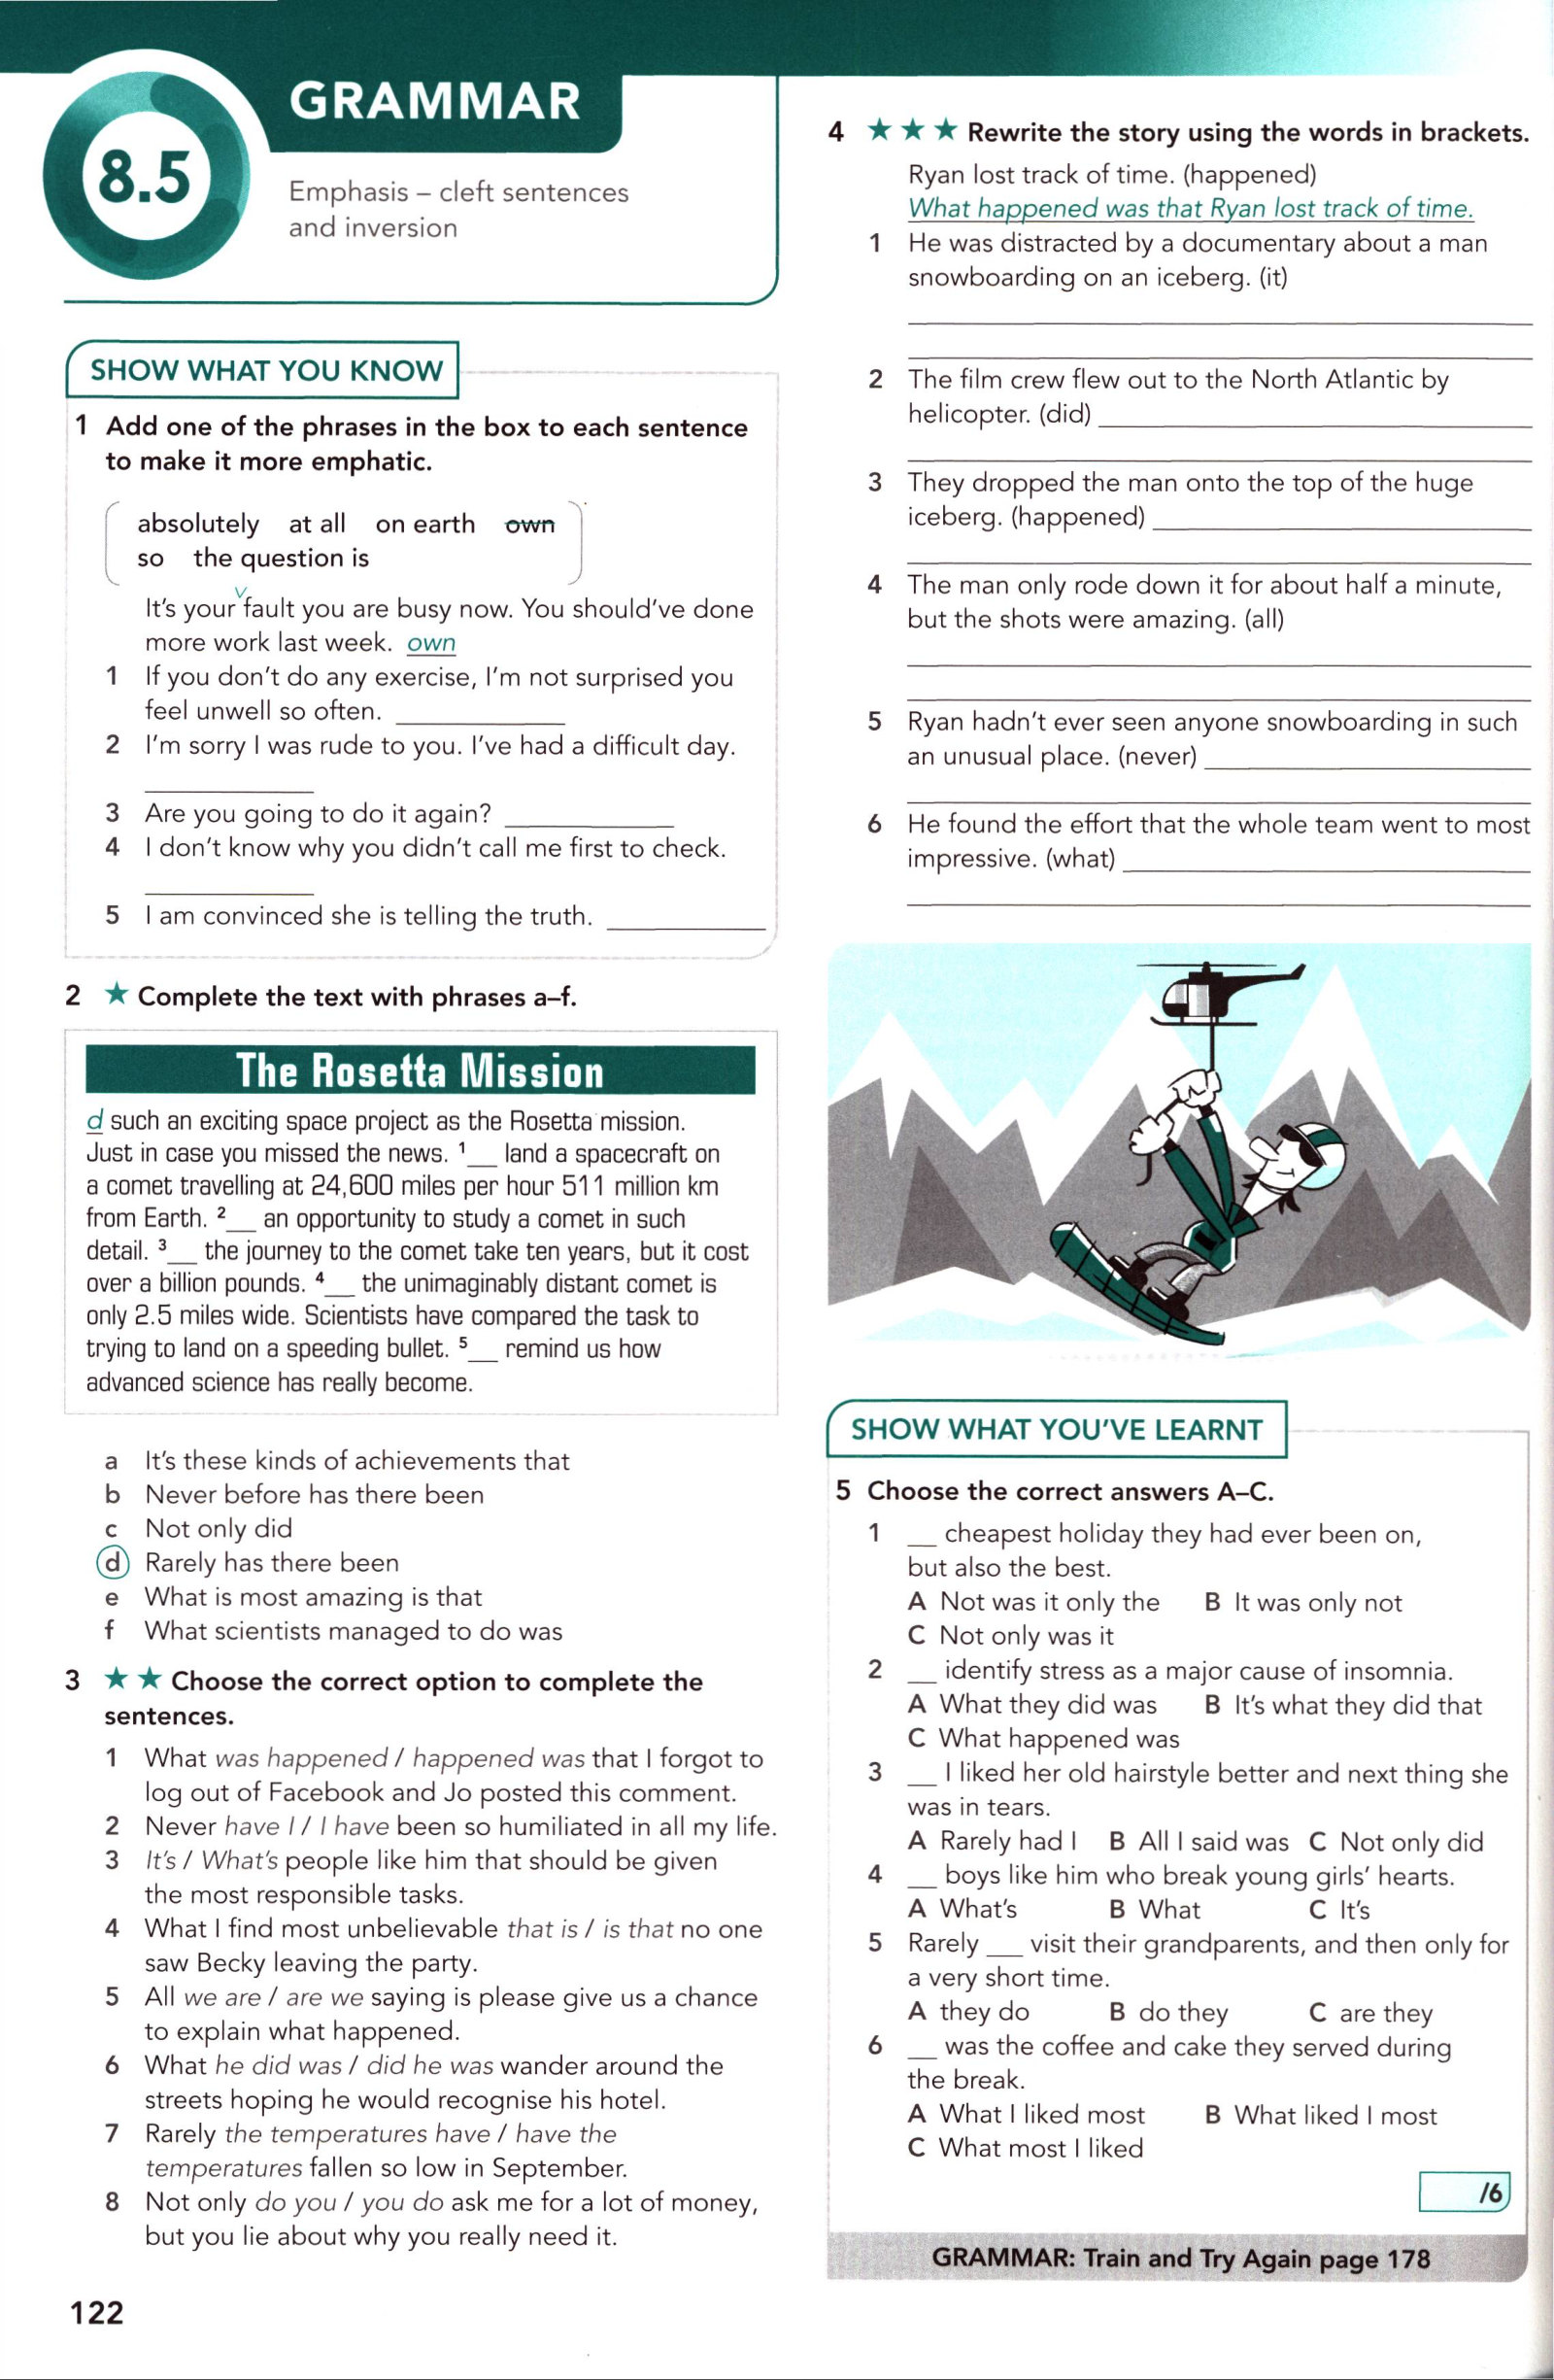 GRAMMAR
8.5
Emphasis – cleft sentences
and inversion
SHOW WHAT YOU KNOW
1 Add one of the phrases in the box to each sentence
to make it more emphatic.
absolutely at all on earth own
so the question is
It's your ˅ fault you are busy now. You should've done
more work last week. own
1 If you don't do any exercise, I'm not surprised you
feel unwell so often. ____
2 I'm sorry I was rude to you. I've had a difficult day.
____
3 Are you going to do it again? ____
4 I don't know why you didn't call me first to check.
____
5 I am convinced she is telling the truth. ____
2 ★ Complete the text with phrases a–f.
The Rosetta Mission
d such an exciting space project as the Rosetta mission.
Just in case you missed the news. ¹__ land a spacecraft on
a comet travelling at 24,600 miles per hour 511 million km
from Earth. ²__ an opportunity to study a comet in such
detail. ³__ the journey to the comet take ten years, but it cost
over a billion pounds. ⁴__ the unimaginably distant comet is
only 2.5 miles wide. Scientists have compared the task to
trying to land on a speeding bullet. ⁵__ remind us how
advanced science has really become.
a It's these kinds of achievements that
b Never before has there been
c Not only did
d Rarely has there been
e What is most amazing is that
f What scientists managed to do was
3 ★ ★ Choose the correct option to complete the
sentences.
1 What was happened / happened was that I forgot to
log out of Facebook and Jo posted this comment.
2 Never have I / I have been so humiliated in all my life.
3 It's / What's people like him that should be given
the most responsible tasks.
4 What I find most unbelievable that is / is that no one
saw Becky leaving the party.
5 All we are / are we saying is please give us a chance
to explain what happened.
6 What he did was / did he was wander around the
streets hoping he would recognise his hotel.
7 Rarely the temperatures have / have the
temperatures fallen so low in September.
8 Not only do you / you do ask me for a lot of money,
but you lie about why you really need it.
122
4 ★ ★ ★ Rewrite the story using the words in brackets.
Ryan lost track of time. (happened)
What happened was that Ryan lost track of time.
1 He was distracted by a documentary about a man
snowboarding on an iceberg. (it)
2 The film crew flew out to the North Atlantic by
helicopter. (did) ____
3 They dropped the man onto the top of the huge
iceberg. (happened) ____
4 The man only rode down it for about half a minute,
but the shots were amazing. (all)
5 Ryan hadn't ever seen anyone snowboarding in such
an unusual place. (never) ____
6 He found the effort that the whole team went to most
impressive. (what) ____
SHOW WHAT YOU'VE LEARNT
5 Choose the correct answers A–C.
1 __ cheapest holiday they had ever been on,
but also the best.
A Not was it only the B It was only not
C Not only was it
2 __ identify stress as a major cause of insomnia.
A What they did was B It's what they did that
C What happened was
3 __ I liked her old hairstyle better and next thing she
was in tears.
A Rarely had I B All I said was C Not only did
4 __ boys like him who break young girls' hearts.
A What's B What C It's
5 Rarely __ visit their grandparents, and then only for
a very short time.
A they do B do they C are they
6 __ was the coffee and cake they served during
the break.
A What I liked most B What liked I most
C What most I liked
/6
GRAMMAR: Train and Try Again page 178